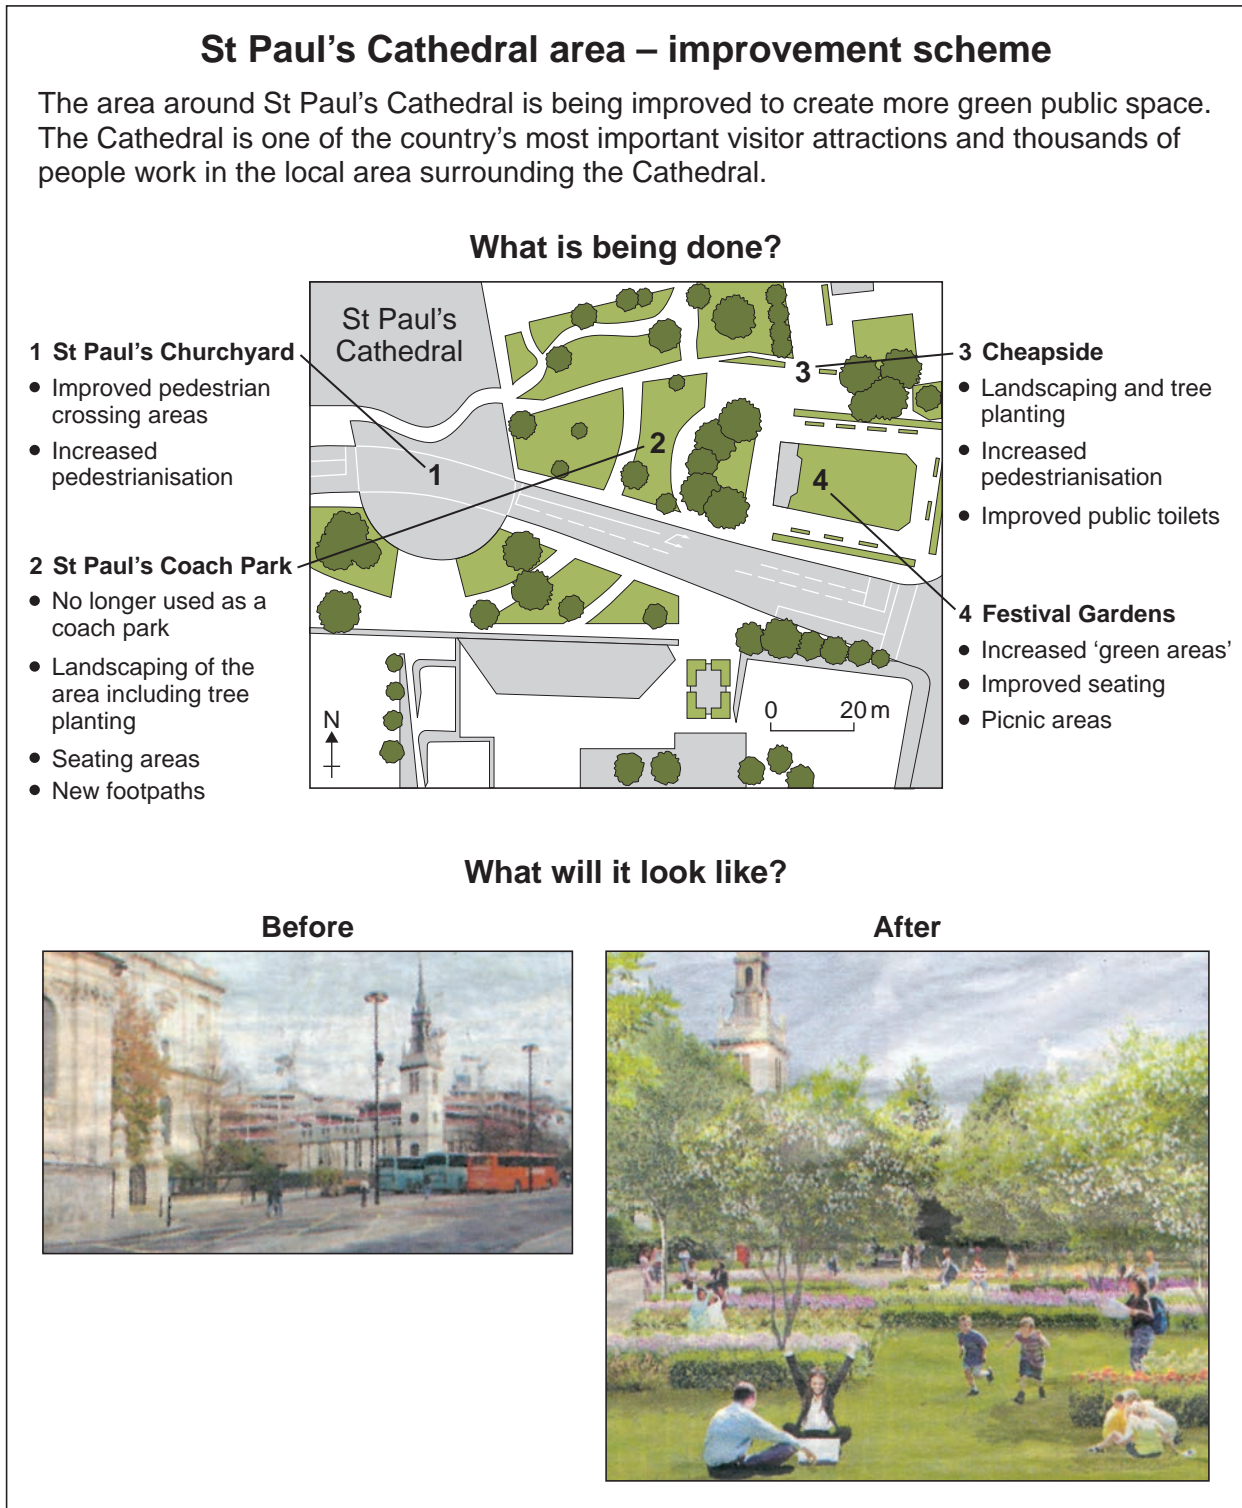 St Paul's Cathedral area – improvement scheme
The area around St Paul's Cathedral is being improved to create more green public space.
The Cathedral is one of the country's most important visitor attractions and thousands of
people work in the local area surrounding the Cathedral.
What is being done?
St Paul's
Cathedral
1 St Paul's Churchyard
• Improved pedestrian
crossing areas
• Increased
pedestrianisation
2 St Paul's Coach Park
• No longer used as a
coach park
• Landscaping of the
area including tree
planting
• Seating areas
• New footpaths
1
2
3
4
N
0 20 m
3 Cheapside
• Landscaping and tree
planting
• Increased
pedestrianisation
• Improved public toilets
4 Festival Gardens
• Increased 'green areas'
• Improved seating
• Picnic areas
What will it look like?
Before
After